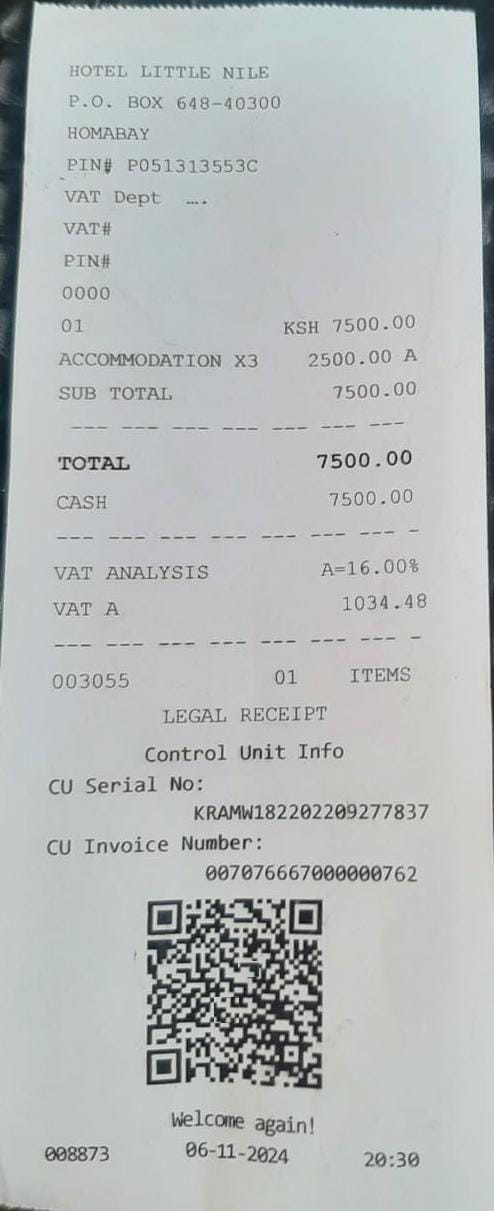 HOTEL LITTLE NILE
P.O. BOX 648-40300
HOMABAY
PIN# P051313553C
VAT Dept ....
VAT#
PIN#
0000
01 KSH 7500.00
ACCOMMODATION X3 2500.00 A
SUB TOTAL 7500.00
--- --- --- --- --- --- ---
TOTAL 7500.00
CASH 7500.00
--- --- --- --- --- --- --- -
VAT ANALYSIS A=16.00%
VAT A 1034.48
--- --- --- --- --- --- --- -
003055 01 ITEMS
LEGAL RECEIPT
Control Unit Info
CU Serial No:
KRAMW182202209277837
CU Invoice Number:
0070766670000000762
Welcome again!
008873 06-11-2024 20:30